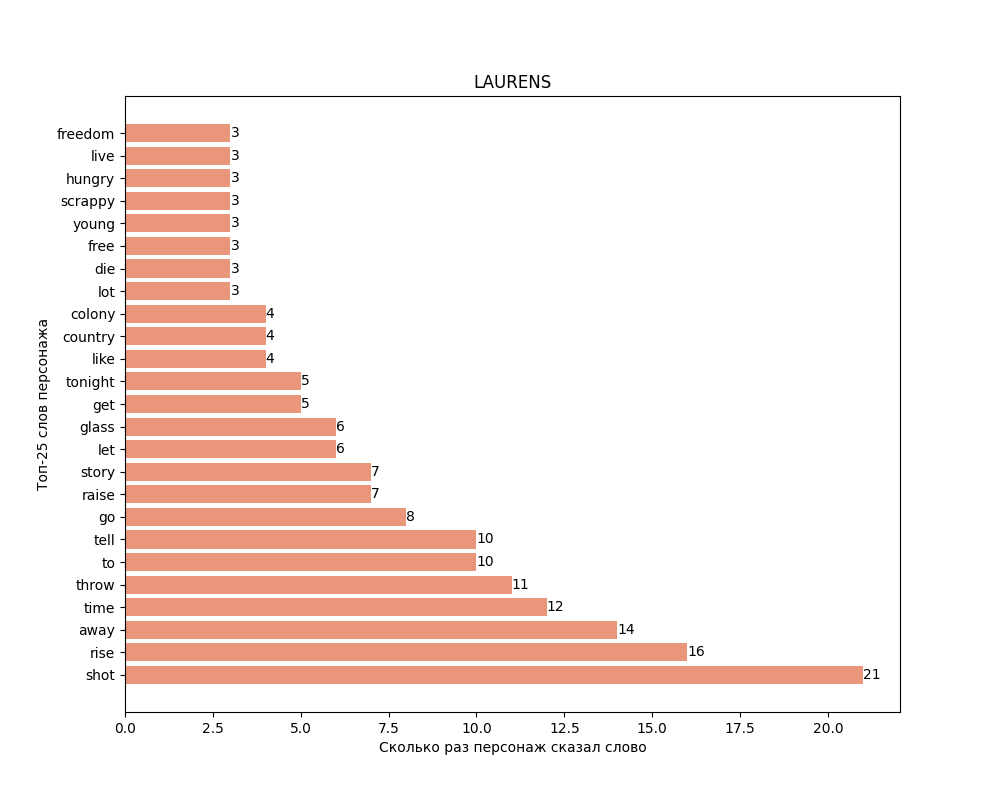 LAURENS
Топ-25 слов персонажа
freedom 3
live 3
hungry 3
scrappy 3
young 3
free 3
die 3
lot 3
colony 4
country 4
like 4
tonight 5
get 5
glass 6
let 6
story 7
raise 7
go 8
tell 10
to 10
throw 11
time 12
away 14
rise 16
shot 21
0.0 2.5 5.0 7.5 10.0 12.5 15.0 17.5 20.0
Сколько раз персонаж сказал слово